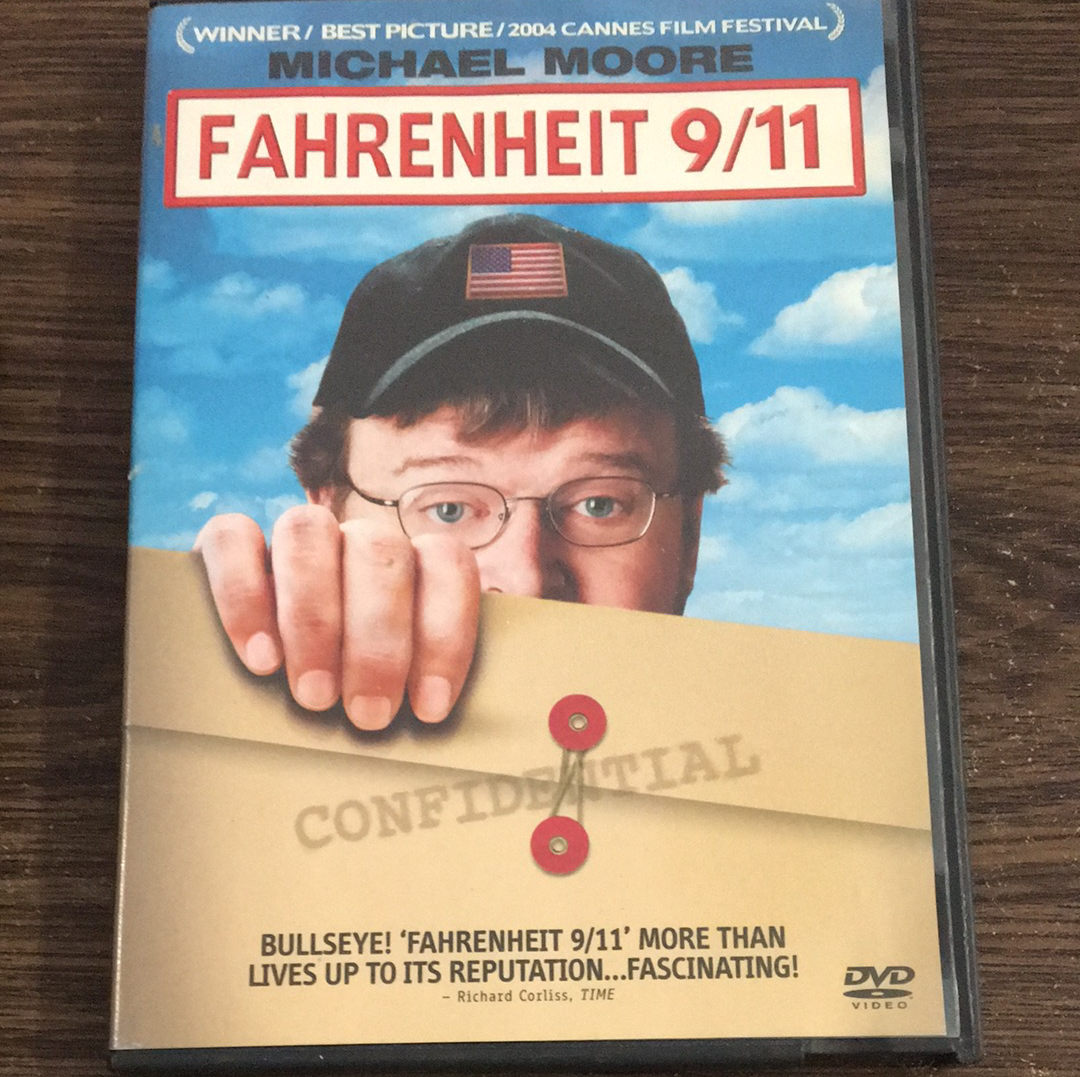 WINNER / BEST PICTURE / 2004 CANNES FILM FESTIVAL
MICHAEL MOORE
FAHRENHEIT 9/11
CONFIDENTIAL
BULLSEYE! ‘FAHRENHEIT 9/11’ MORE THAN
LIVES UP TO ITS REPUTATION...FASCINATING!
– Richard Corliss, TIME
DVD
VIDEO